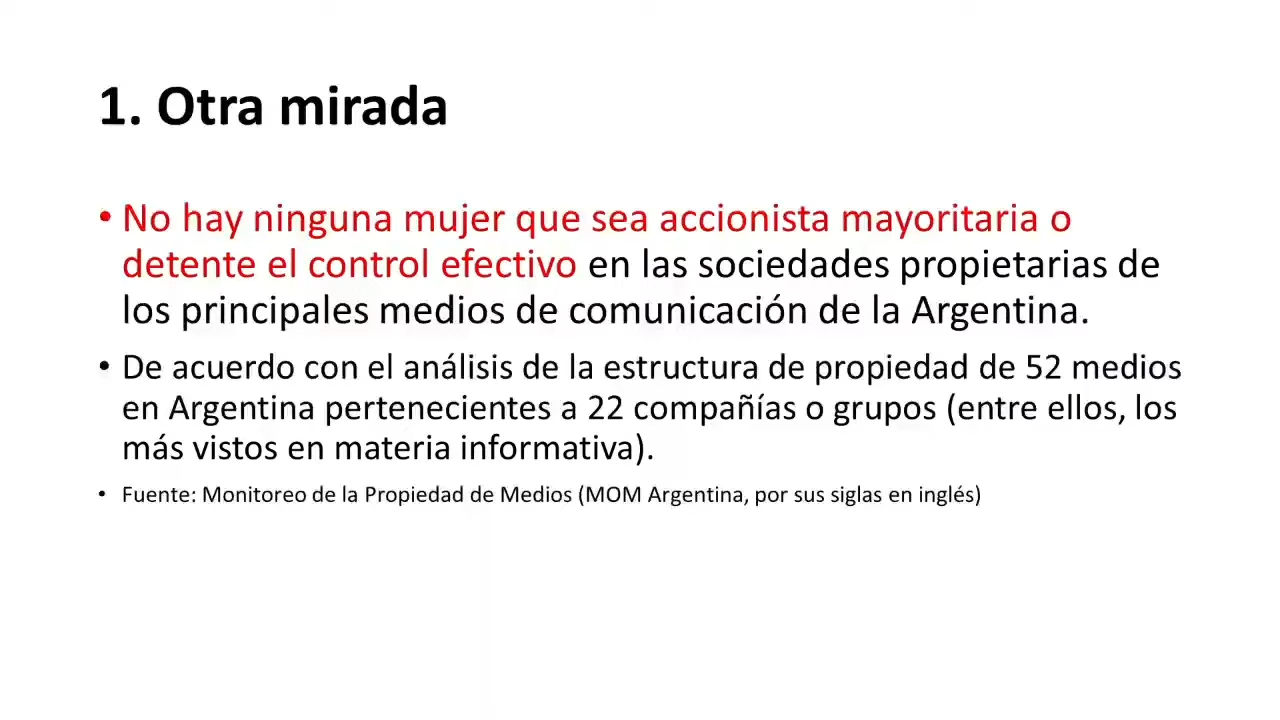 1. Otra mirada
• No hay ninguna mujer que sea accionista mayoritaria o
detente el control efectivo en las sociedades propietarias de
los principales medios de comunicación de la Argentina.
• De acuerdo con el análisis de la estructura de propiedad de 52 medios
en Argentina pertenecientes a 22 compañías o grupos (entre ellos, los
más vistos en materia informativa).
• Fuente: Monitoreo de la Propiedad de Medios (MOM Argentina, por sus siglas en inglés)